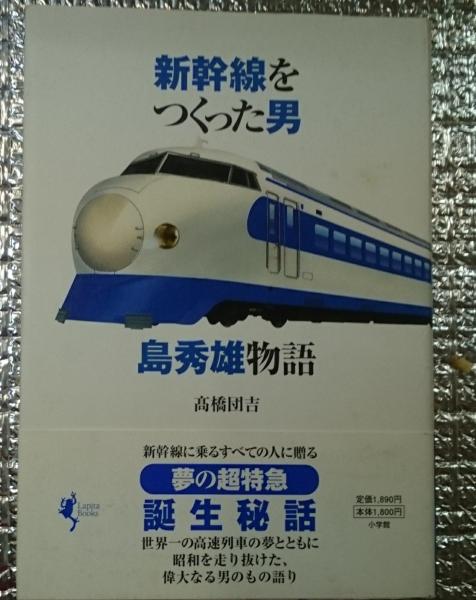 新幹線を
つくった男
島秀雄物語
髙橋団吉
新幹線に乗るすべての人に贈る
夢の超特急
誕生秘話
世界一の高速列車の夢とともに
昭和を走り抜けた、
偉大なる男のもの語り
Lapita
Books
定価1,890円
本体1,800円
小学館